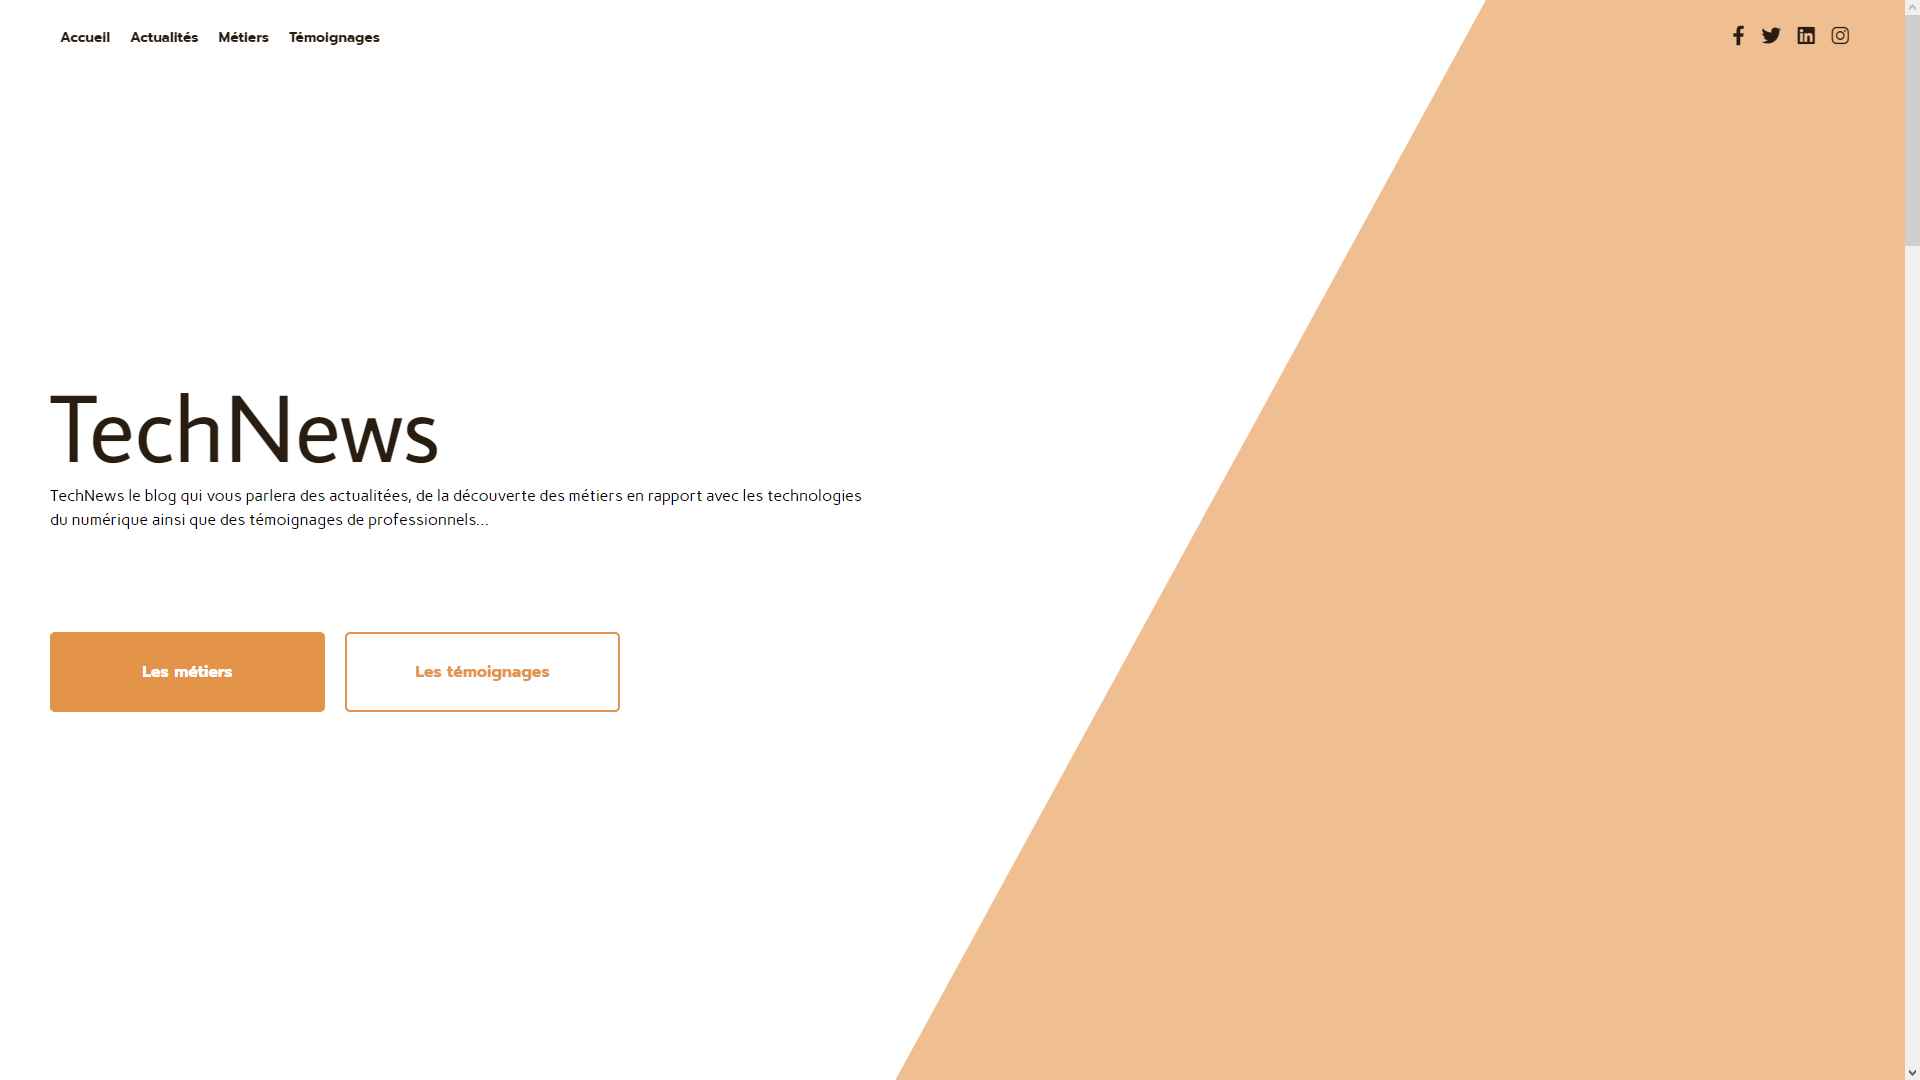 Accueil Actualités Métiers Témoignages
TechNews
TechNews le blog qui vous parlera des actualitées, de la découverte des métiers en rapport avec les technologies
du numérique ainsi que des témoignages de professionnels...
Les métiers Les témoignages